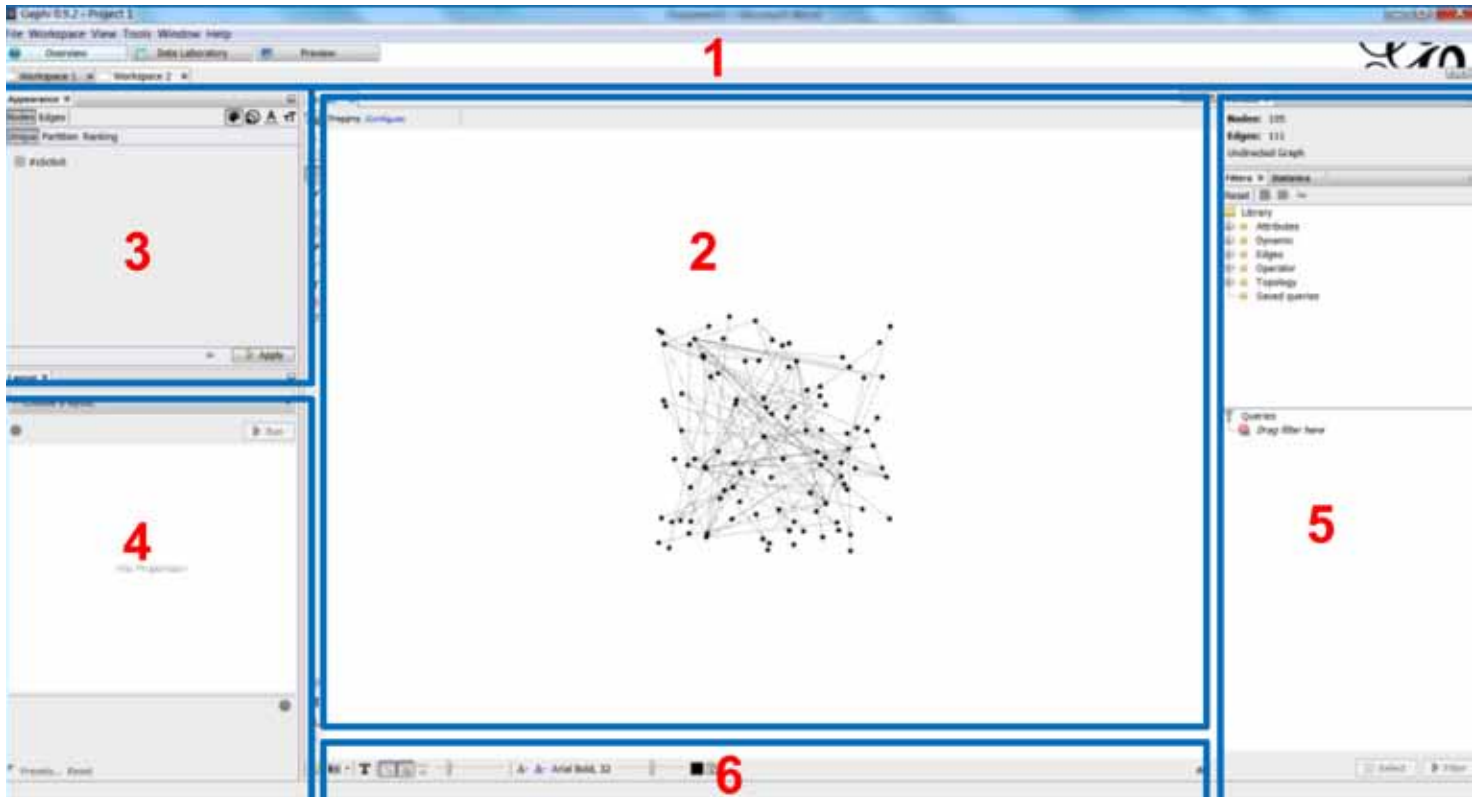 Gephi 0.9.2 - Project 1
File Workspace View Tools Window Help
Overview Data Laboratory Preview
1
Workspace 1 Workspace 2
Appearance
Nodes Edges
Unique Partition Ranking
3
Apply
Layout
Run
4
Presets... Reset
Dragging Configure
2
Nodes:
Edges: 111
Undirected Graph
Filters Statistics
Reset
Library
Attributes
Dynamic
Edges
Operator
Topology
Saved queries
Queries
Drag filter here
5
Select Filter
T A- A- Arial Bold, 32
6